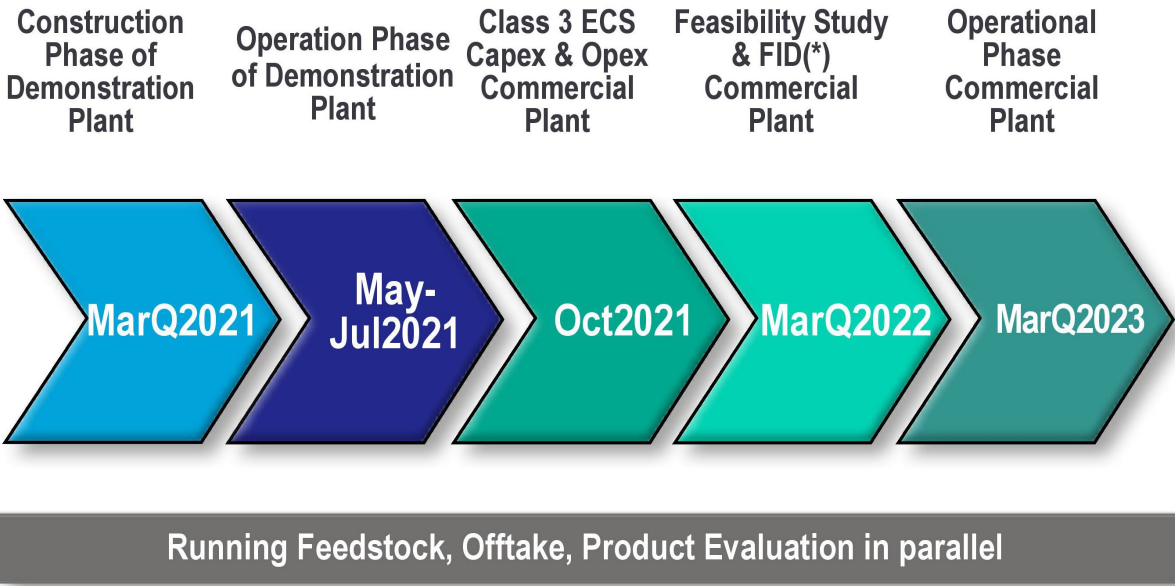 Construction
Phase of
Demonstration
Plant
Operation Phase
of Demonstration
Plant
Class 3 ECS
Capex & Opex
Commercial
Plant
Feasibility Study
& FID(*)
Commercial
Plant
Operational
Phase
Commercial
Plant
MarQ2021
May-
Jul2021
Oct2021
MarQ2022
MarQ2023
Running Feedstock, Offtake, Product Evaluation in parallel